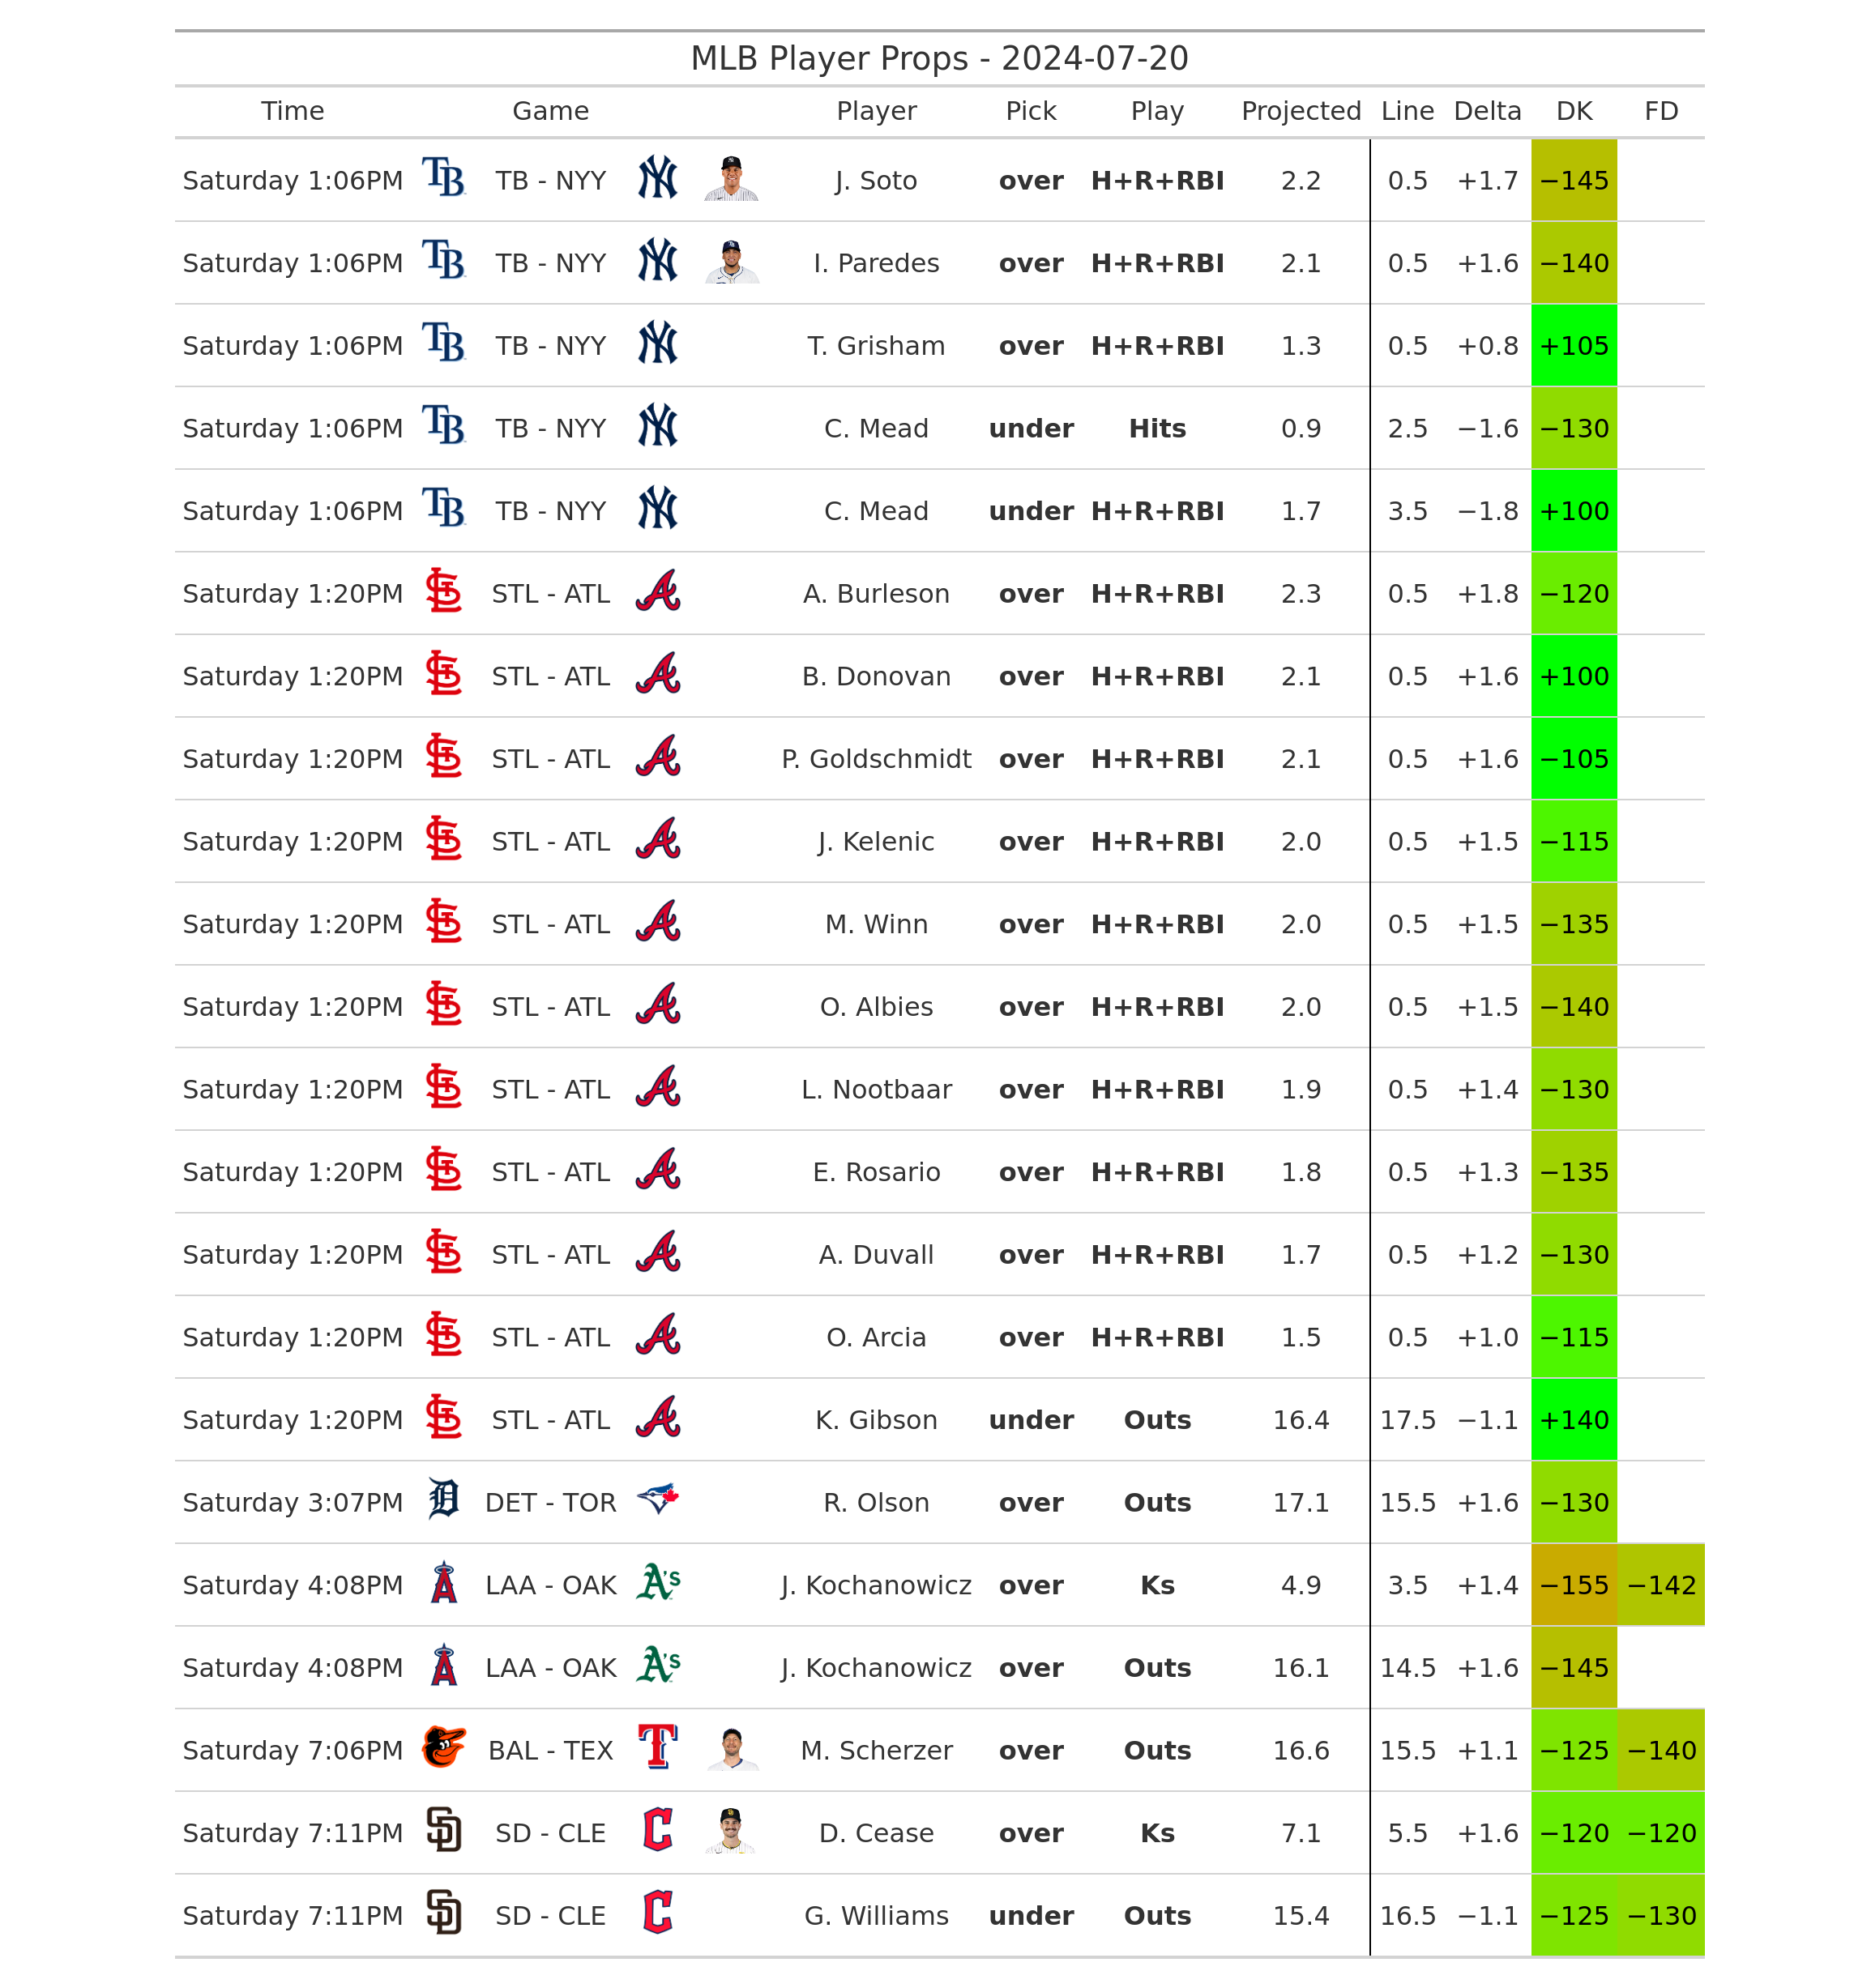 MLB Player Props - 2024-07-20
Time Game Player Pick Play Projected Line Delta DK FD
Saturday 1:06PM TB - NYY J. Soto over H+R+RBI 2.2 0.5 +1.7 −145
Saturday 1:06PM TB - NYY I. Paredes over H+R+RBI 2.1 0.5 +1.6 −140
Saturday 1:06PM TB - NYY T. Grisham over H+R+RBI 1.3 0.5 +0.8 +105
Saturday 1:06PM TB - NYY C. Mead under Hits 0.9 2.5 −1.6 −130
Saturday 1:06PM TB - NYY C. Mead under H+R+RBI 1.7 3.5 −1.8 +100
Saturday 1:20PM STL - ATL A. Burleson over H+R+RBI 2.3 0.5 +1.8 −120
Saturday 1:20PM STL - ATL B. Donovan over H+R+RBI 2.1 0.5 +1.6 +100
Saturday 1:20PM STL - ATL P. Goldschmidt over H+R+RBI 2.1 0.5 +1.6 −105
Saturday 1:20PM STL - ATL J. Kelenic over H+R+RBI 2.0 0.5 +1.5 −115
Saturday 1:20PM STL - ATL M. Winn over H+R+RBI 2.0 0.5 +1.5 −135
Saturday 1:20PM STL - ATL O. Albies over H+R+RBI 2.0 0.5 +1.5 −140
Saturday 1:20PM STL - ATL L. Nootbaar over H+R+RBI 1.9 0.5 +1.4 −130
Saturday 1:20PM STL - ATL E. Rosario over H+R+RBI 1.8 0.5 +1.3 −135
Saturday 1:20PM STL - ATL A. Duvall over H+R+RBI 1.7 0.5 +1.2 −130
Saturday 1:20PM STL - ATL O. Arcia over H+R+RBI 1.5 0.5 +1.0 −115
Saturday 1:20PM STL - ATL K. Gibson under Outs 16.4 17.5 −1.1 +140
Saturday 3:07PM DET - TOR R. Olson over Outs 17.1 15.5 +1.6 −130
Saturday 4:08PM LAA - OAK J. Kochanowicz over Ks 4.9 3.5 +1.4 −155 −142
Saturday 4:08PM LAA - OAK J. Kochanowicz over Outs 16.1 14.5 +1.6 −145
Saturday 7:06PM BAL - TEX M. Scherzer over Outs 16.6 15.5 +1.1 −125 −140
Saturday 7:11PM SD - CLE D. Cease over Ks 7.1 5.5 +1.6 −120 −120
Saturday 7:11PM SD - CLE G. Williams under Outs 15.4 16.5 −1.1 −125 −130